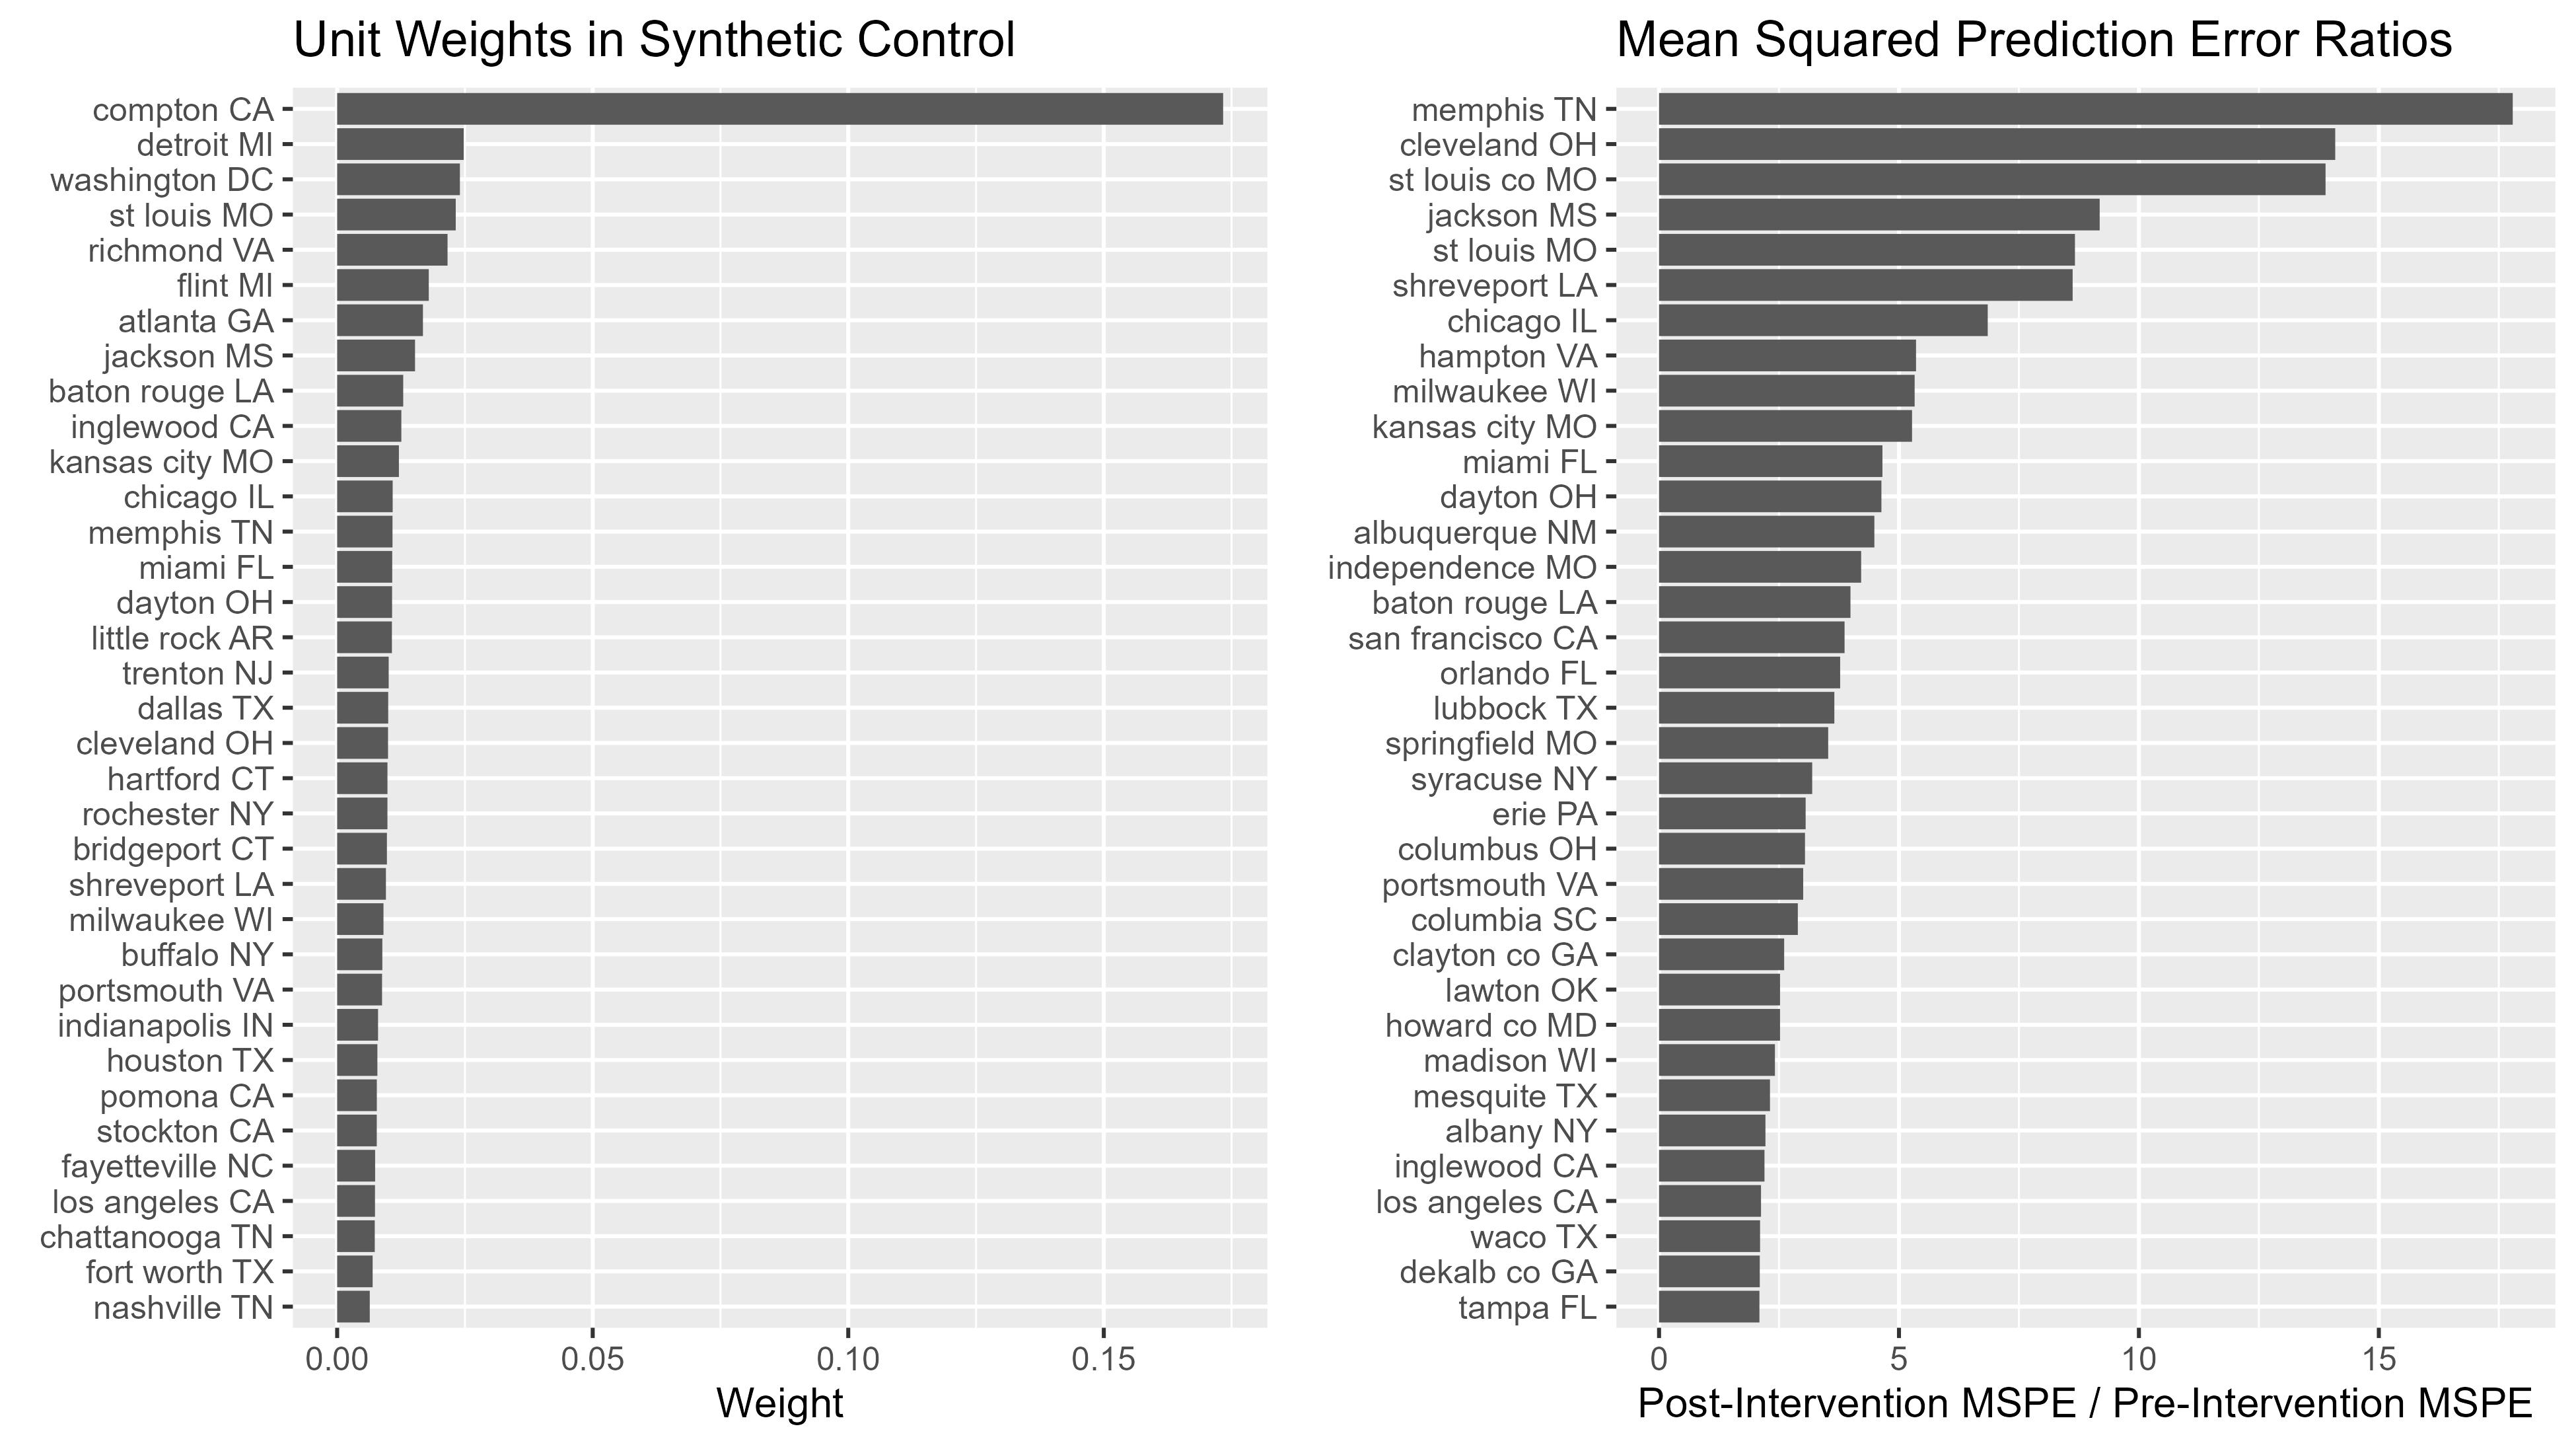 Unit Weights in Synthetic Control
compton CA
detroit MI
washington DC
st louis MO
richmond VA
flint MI
atlanta GA
jackson MS
baton rouge LA
inglewood CA
kansas city MO
chicago IL
memphis TN
miami FL
dayton OH
little rock AR
trenton NJ
dallas TX
cleveland OH
hartford CT
rochester NY
bridgeport CT
shreveport LA
milwaukee WI
buffalo NY
portsmouth VA
indianapolis IN
houston TX
pomona CA
stockton CA
fayetteville NC
los angeles CA
chattanooga TN
fort worth TX
nashville TN
0.00 0.05 0.10 0.15
Weight
Mean Squared Prediction Error Ratios
memphis TN
cleveland OH
st louis co MO
jackson MS
st louis MO
shreveport LA
chicago IL
hampton VA
milwaukee WI
kansas city MO
miami FL
dayton OH
albuquerque NM
independence MO
baton rouge LA
san francisco CA
orlando FL
lubbock TX
springfield MO
syracuse NY
erie PA
columbus OH
portsmouth VA
columbia SC
clayton co GA
lawton OK
howard co MD
madison WI
mesquite TX
albany NY
inglewood CA
los angeles CA
waco TX
dekalb co GA
tampa FL
0 5 10 15
Post-Intervention MSPE / Pre-Intervention MSPE